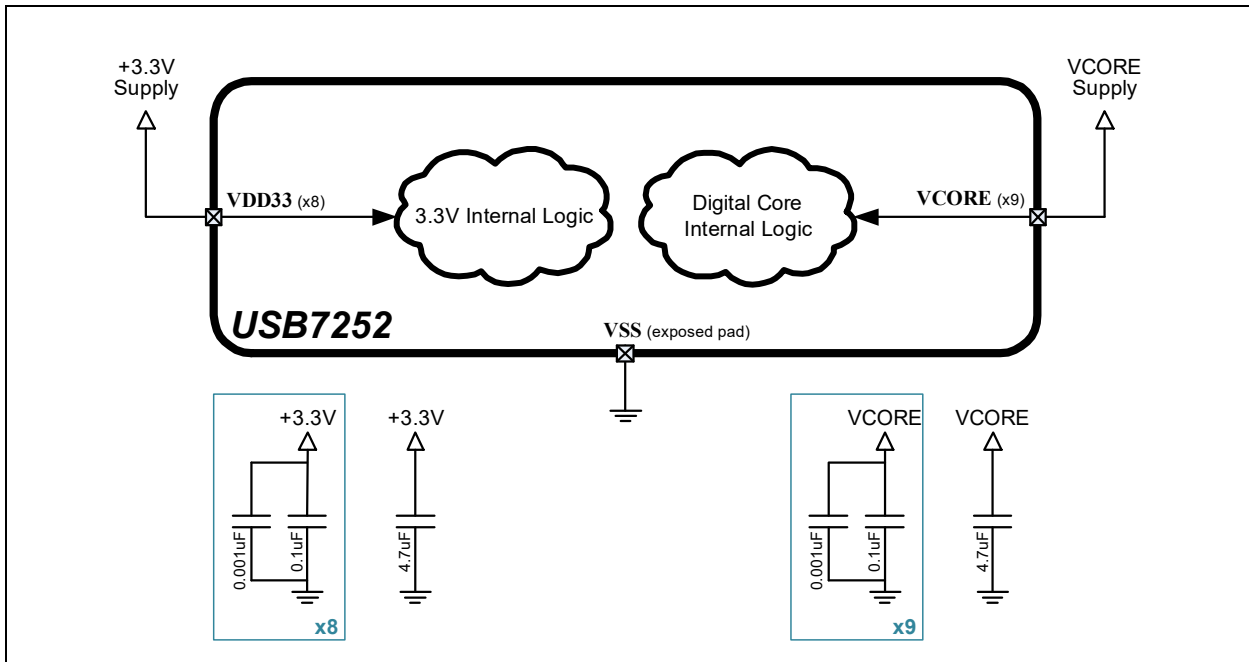 +3.3V
Supply
VCORE
Supply
VDD33 (x8)
3.3V Internal Logic
Digital Core
Internal Logic
VCORE (x9)
USB7252
VSS (exposed pad)
+3.3V
+3.3V
VCORE
VCORE
0.001uF
0.1uF
4.7uF
0.001uF
0.1uF
4.7uF
x8
x9